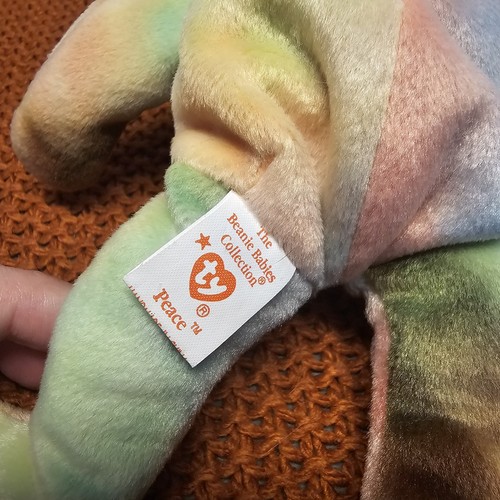 The
Beanie Babies
Collection®
ty®
Peace™